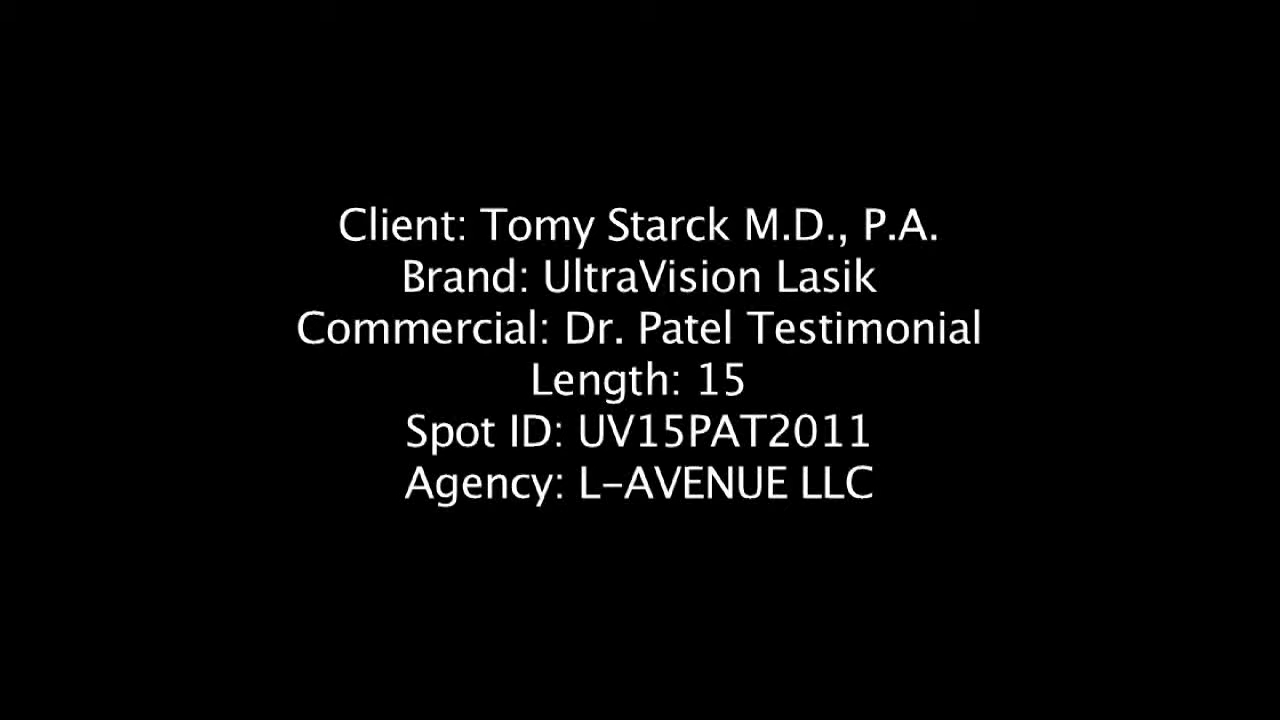 Client: Tomy Starck M.D., P.A.
Brand: UltraVision Lasik
Commercial: Dr. Patel Testimonial
Length: 15
Spot ID: UV15PAT2011
Agency: L-AVENUE LLC